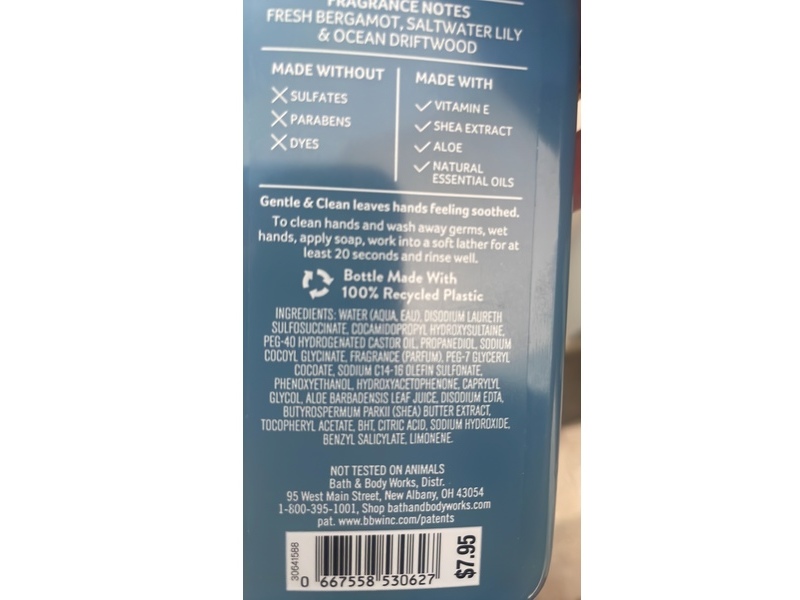 FRAGRANCE NOTES
FRESH BERGAMOT, SALTWATER LILY
& OCEAN DRIFTWOOD
MADE WITHOUT
SULFATES
PARABENS
DYES
MADE WITH
VITAMIN E
SHEA EXTRACT
ALOE
NATURAL
ESSENTIAL OILS
Gentle & Clean leaves hands feeling soothed.
To clean hands and wash away germs, wet
hands, apply soap, work into a soft lather for at
least 20 seconds and rinse well.
Bottle Made With
100% Recycled Plastic
INGREDIENTS: WATER (AQUA, EAU), DISODIUM LAURETH
SULFOSUCCINATE, COCAMIDOPROPYL HYDROXYSULTAINE,
PEG-40 HYDROGENATED CASTOR OIL, PROPANEDIOL, SODIUM
COCOYL GLYCINATE, FRAGRANCE (PARFUM), PEG-7 GLYCERYL
COCOATE, SODIUM C14-16 OLEFIN SULFONATE,
PHENOXYETHANOL, HYDROXYACETOPHENONE, CAPRYLYL
GLYCOL, ALOE BARBADENSIS LEAF JUICE, DISODIUM EDTA,
BUTYROSPERMUM PARKII (SHEA) BUTTER EXTRACT,
TOCOPHERYL ACETATE, BHT, CITRIC ACID, SODIUM HYDROXIDE,
BENZYL SALICYLATE, LIMONENE.
NOT TESTED ON ANIMALS
Bath & Body Works, Distr.
95 West Main Street, New Albany, OH 43054
1-800-395-1001, Shop bathandbodyworks.com
pat. www.bbwinc.com/patents
30641588
0 667558 530627
$7.95